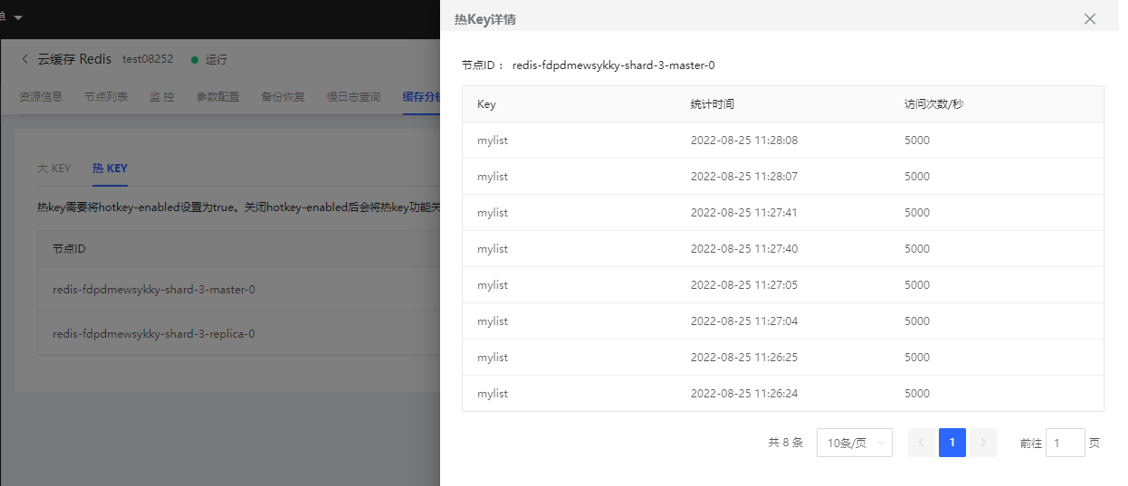 单
云缓存 Redis test08252 运行
资源信息 节点列表 监 控 参数配置 备份恢复 慢日志查询 缓存分析
大 KEY 热 KEY
热key需要将hotkey-enabled设置为true。关闭hotkey-enabled后会将热key功能关
节点ID
redis-fdpdmewsykky-shard-3-master-0
redis-fdpdmewsykky-shard-3-replica-0
热Key详情
节点ID： redis-fdpdmewsykky-shard-3-master-0
Key 统计时间 访问次数/秒
mylist 2022-08-25 11:28:08 5000
mylist 2022-08-25 11:28:07 5000
mylist 2022-08-25 11:27:41 5000
mylist 2022-08-25 11:27:40 5000
mylist 2022-08-25 11:27:05 5000
mylist 2022-08-25 11:27:04 5000
mylist 2022-08-25 11:26:25 5000
mylist 2022-08-25 11:26:24 5000
共 8 条 10条/页 1 前往 1 页